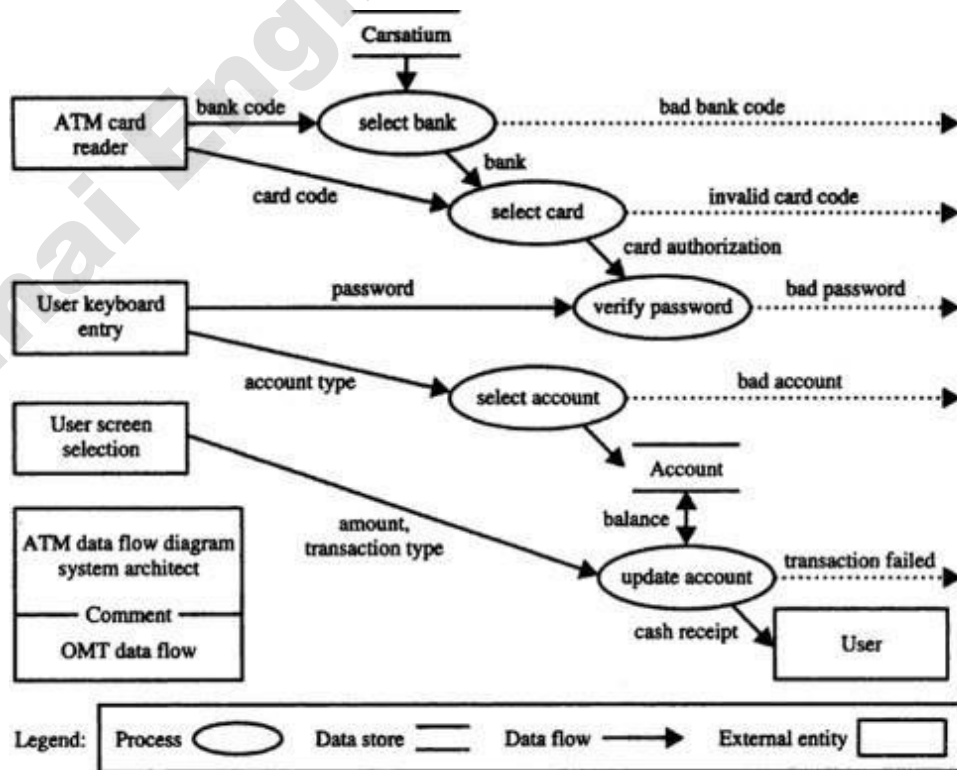 Carsatium
ATM card
reader
bank code
select bank
bad bank code
bank
card code
select card
invalid card code
card authorization
User keyboard
entry
password
verify password
bad password
account type
select account
bad account
User screen
selection
Account
balance
amount,
transaction type
update account
transaction failed
cash receipt
User
ATM data flow diagram
system architect
Comment
OMT data flow
Legend: Process Data store Data flow External entity